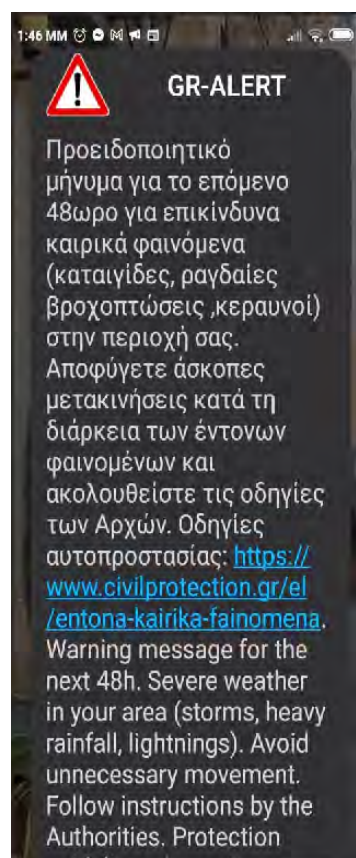 1:46 MM
GR-ALERT
Προειδοποιητικό
μήνυμα για το επόμενο
48ωρο για επικίνδυνα
καιρικά φαινόμενα
(καταιγίδες, ραγδαίες
βροχοπτώσεις ,κεραυνοί)
στην περιοχή σας.
Αποφύγετε άσκοπες
μετακινήσεις κατά τη
διάρκεια των έντονων
φαινομένων και
ακολουθείστε τις οδηγίες
των Αρχών. Οδηγίες
αυτοπροστασίας: https://
www.civilprotection.gr/el
/entona-kairika-fainomena.
Warning message for the
next 48h. Severe weather
in your area (storms, heavy
rainfall, lightnings). Avoid
unnecessary movement.
Follow instructions by the
Authorities. Protection